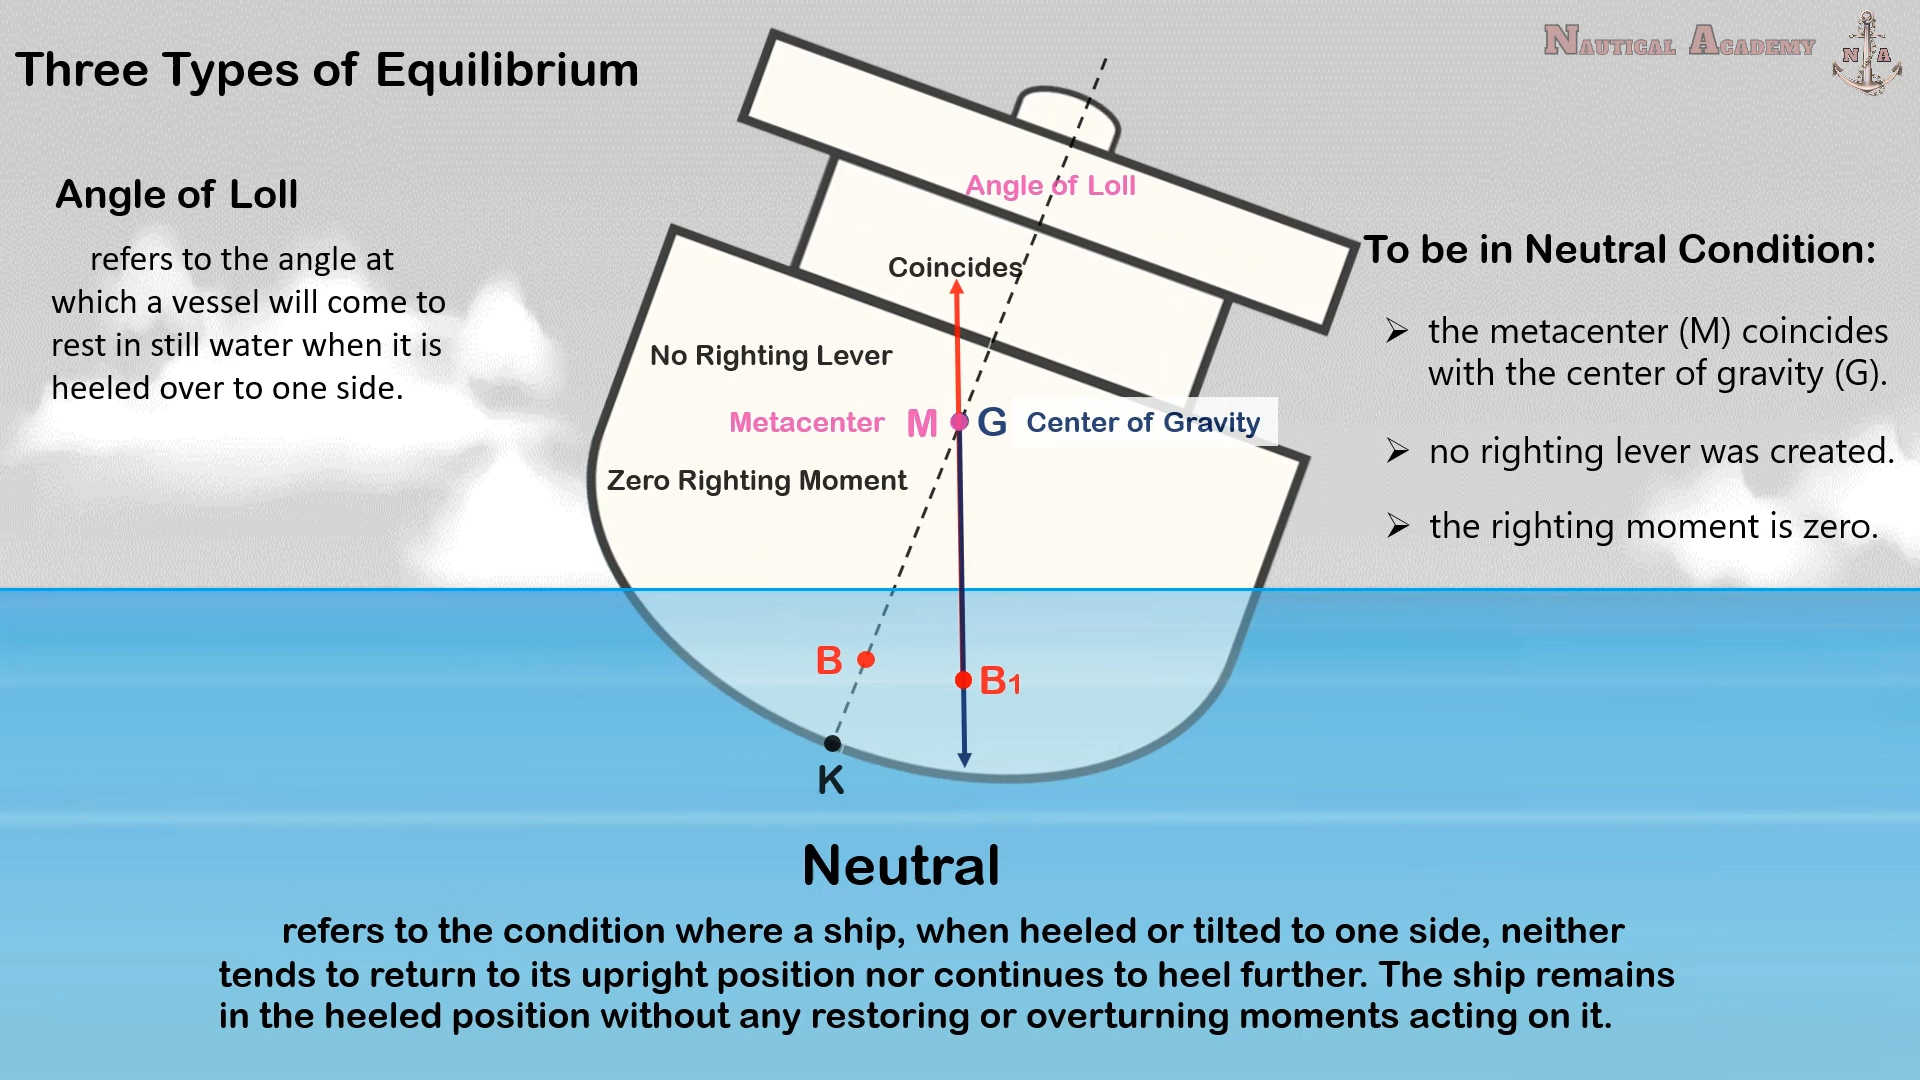 Three Types of Equilibrium
NAUTICAL ACADEMY
N A
Angle of Loll
refers to the angle at
which a vessel will come to
rest in still water when it is
heeled over to one side.
Angle of Loll
Coincides
No Righting Lever
Metacenter M G Center of Gravity
Zero Righting Moment
B
B1
K
To be in Neutral Condition:
➢ the metacenter (M) coincides
with the center of gravity (G).
➢ no righting lever was created.
➢ the righting moment is zero.
Neutral
refers to the condition where a ship, when heeled or tilted to one side, neither
tends to return to its upright position nor continues to heel further. The ship remains
in the heeled position without any restoring or overturning moments acting on it.